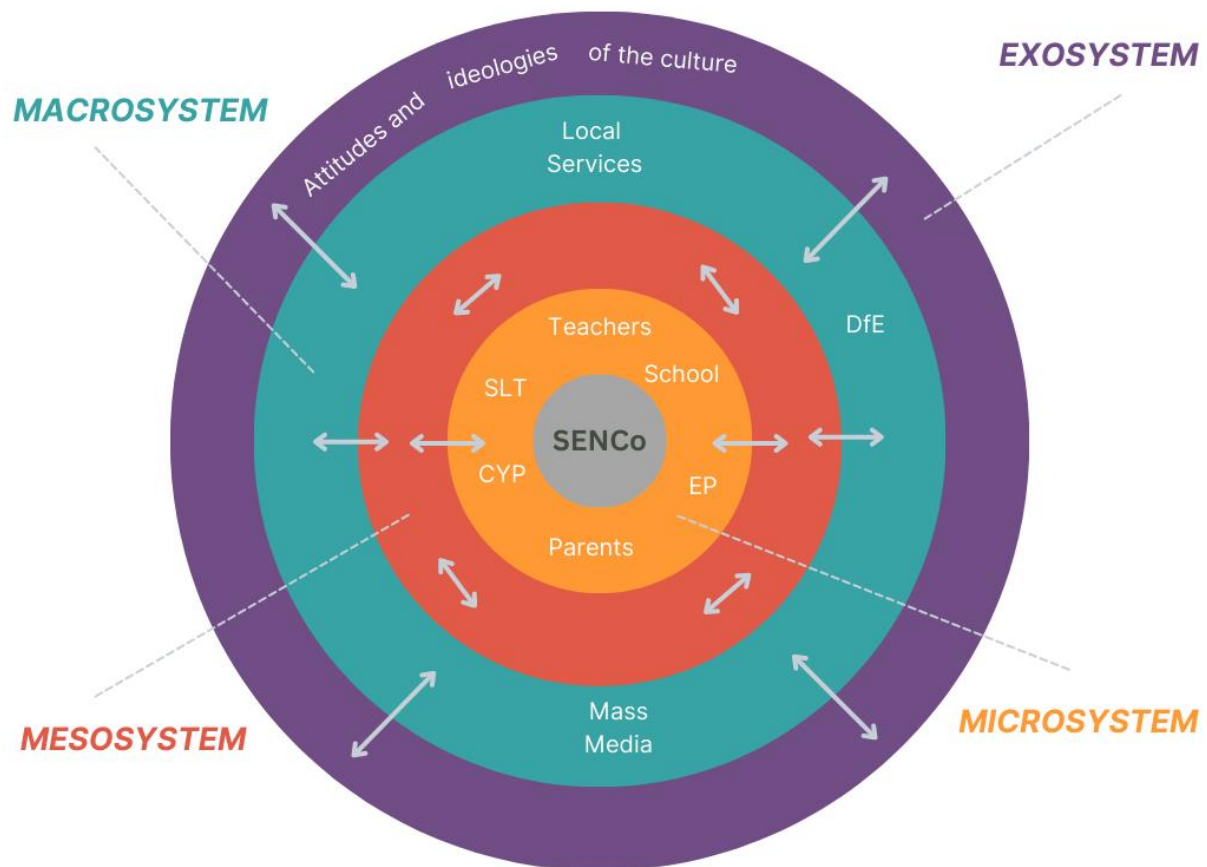 EXOSYSTEM
MACROSYSTEM
Attitudes and ideologies of the culture
Local
Services
DfE
Teachers
School
SLT
SENCo
CYP
EP
Parents
Mass
Media
MESOSYSTEM
MICROSYSTEM